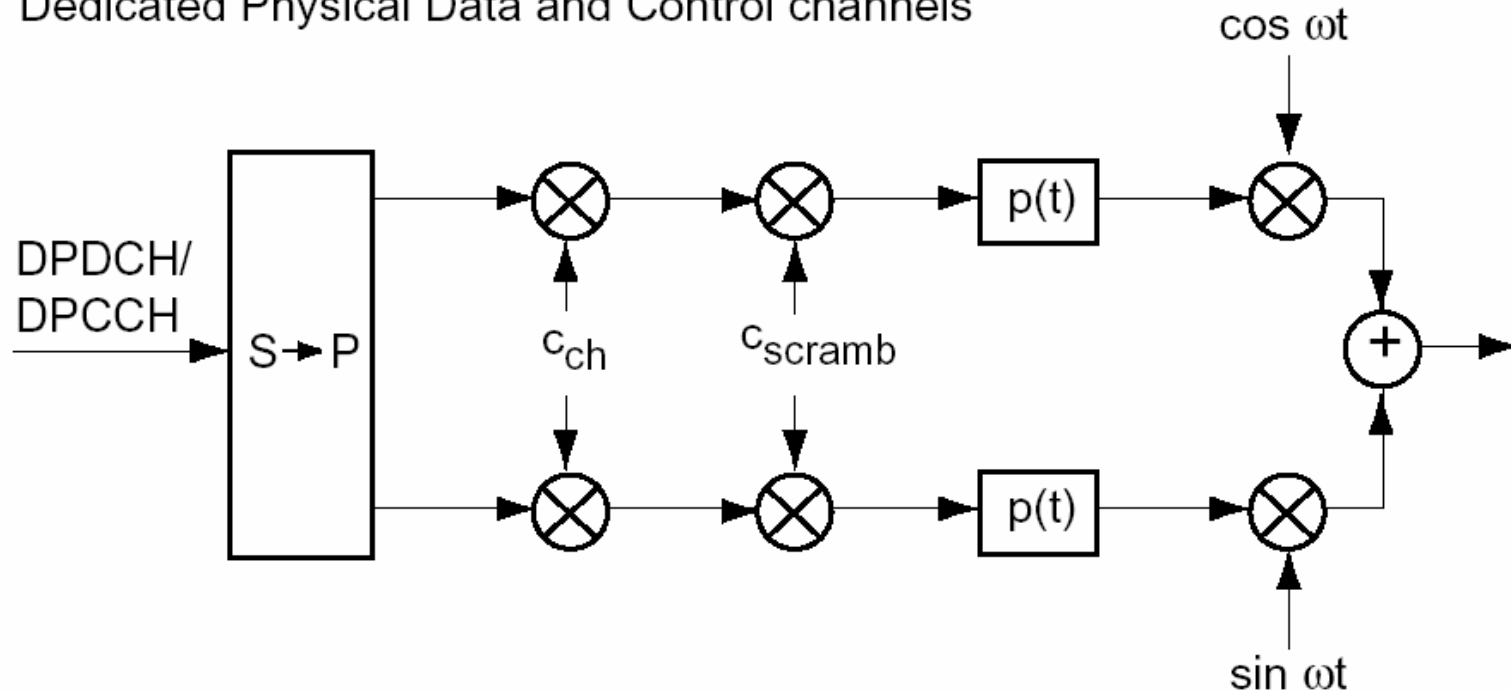 Dedicated Physical Data and Control channels
cos ωt
p(t)
DPDCH/
DPCCH
S P
c_ch
c_scramb
+
p(t)
sin ωt